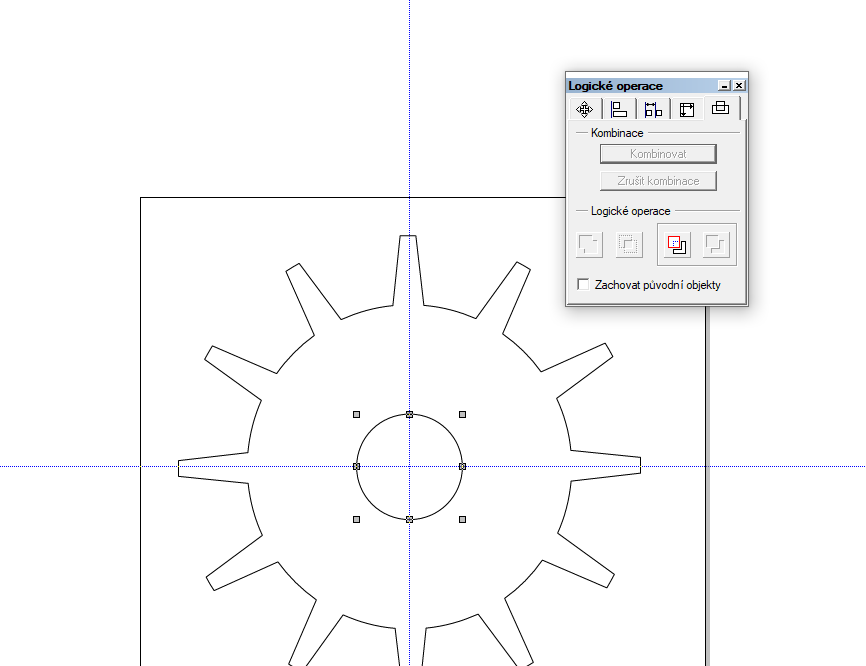 Logické operace
Kombinace
Kombinovat
Zrušit kombinace
Logické operace
Zachovat původní objekty